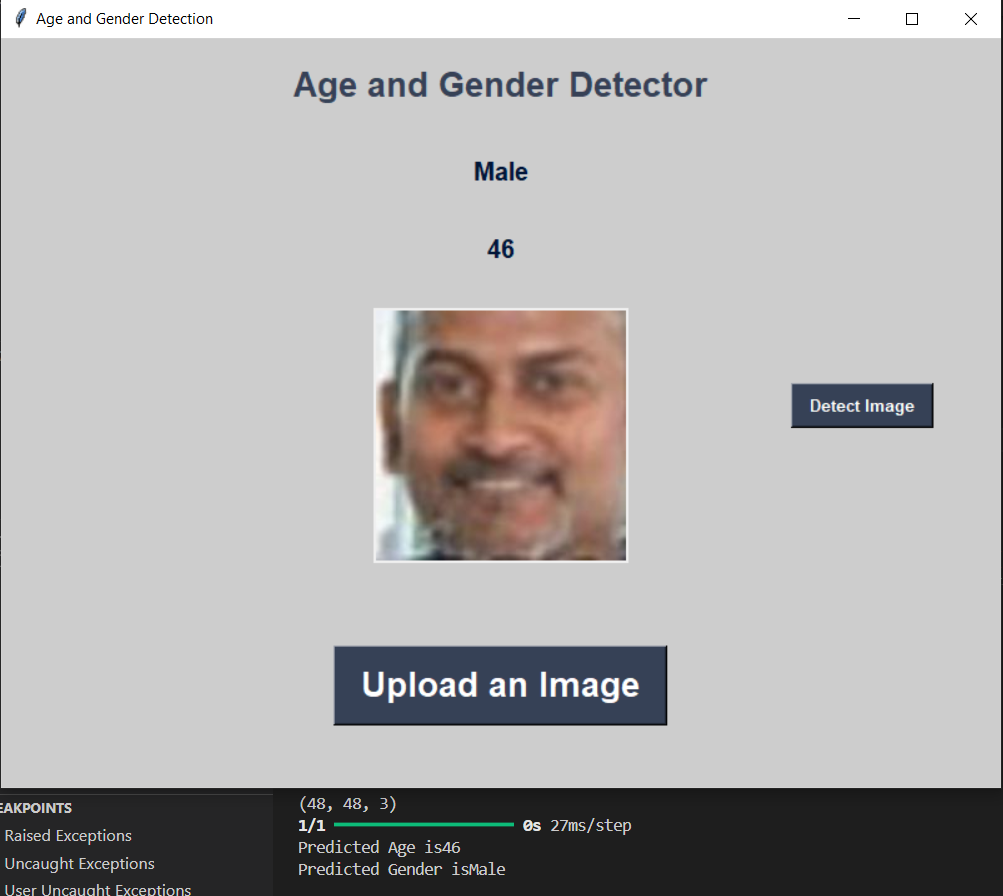 Age and Gender Detection
Age and Gender Detector
Male
46
Detect Image
Upload an Image
EAKPOINTS
Raised Exceptions
Uncaught Exceptions
User Uncaught Exceptions
(48, 48, 3)
1/1 0s 27ms/step
Predicted Age is46
Predicted Gender isMale